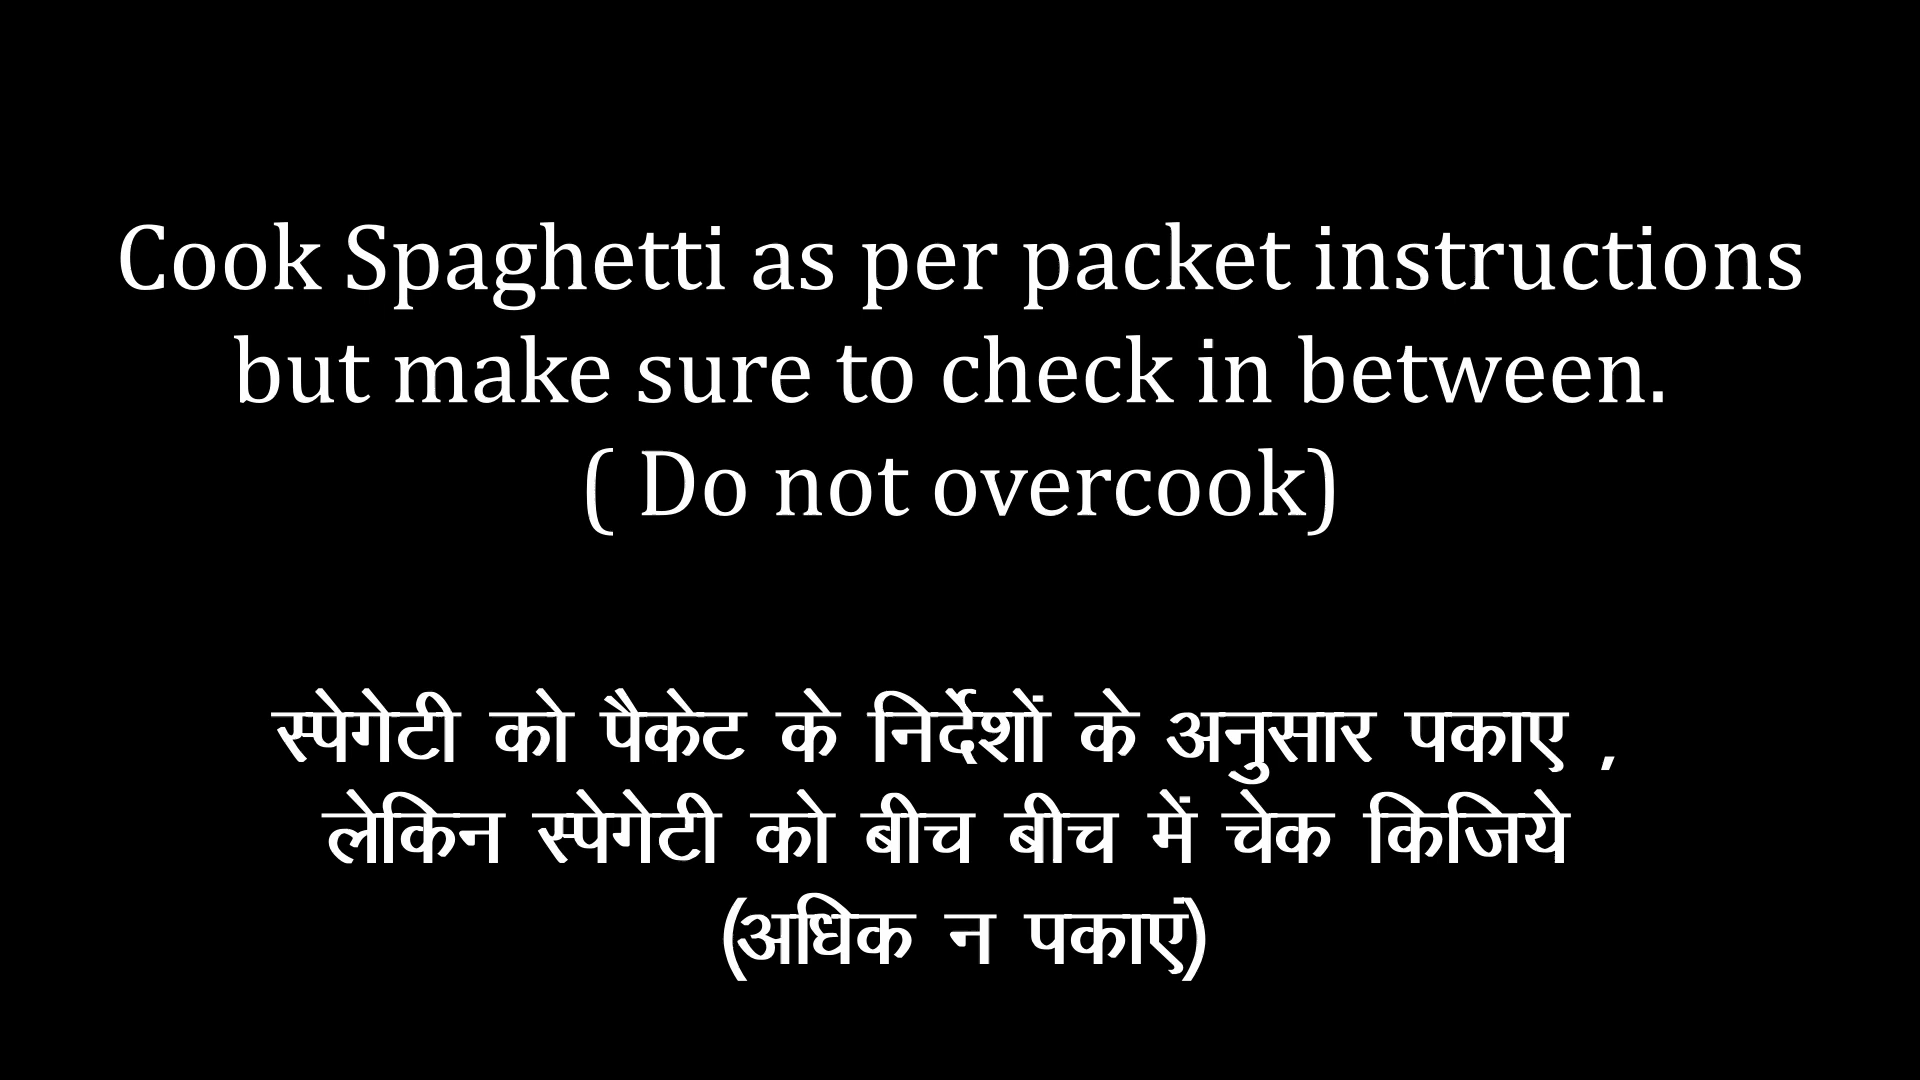 Cook Spaghetti as per packet instructions
but make sure to check in between.
( Do not overcook)
स्पेगेटी को पैकेट के निर्देशों के अनुसार पकाए ,
लेकिन स्पेगेटी को बीच बीच में चेक किजिये
(अधिक न पकाएं)